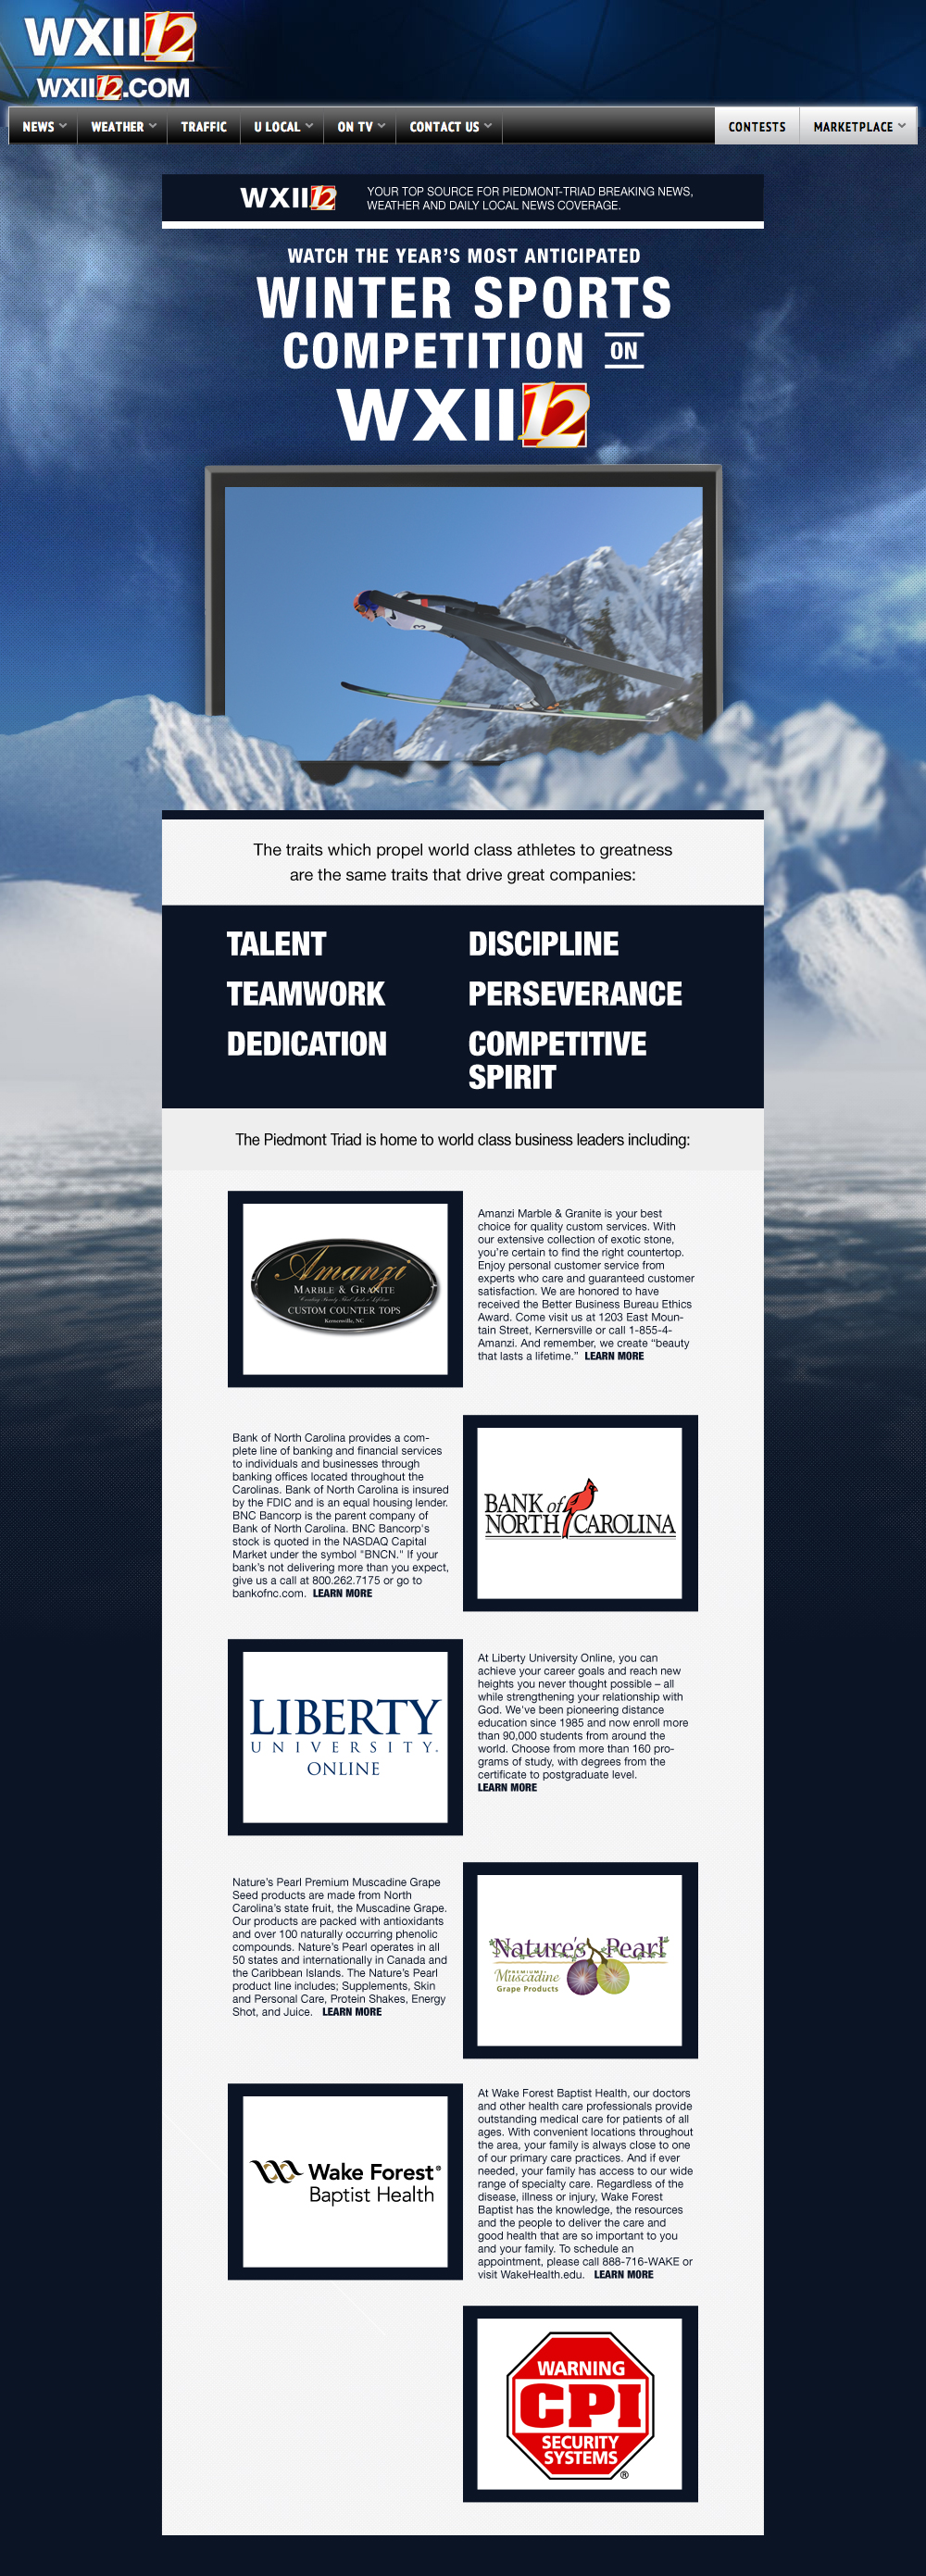 WXII 12
WXII12.COM
NEWS WEATHER TRAFFIC U LOCAL ON TV CONTACT US CONTESTS MARKETPLACE
WXII 12
YOUR TOP SOURCE FOR PIEDMONT-TRIAD BREAKING NEWS,
WEATHER AND DAILY LOCAL NEWS COVERAGE.
WATCH THE YEAR'S MOST ANTICIPATED
WINTER SPORTS
COMPETITION ON
WXII 12
The traits which propel world class athletes to greatness
are the same traits that drive great companies:
TALENT
TEAMWORK
DEDICATION
DISCIPLINE
PERSEVERANCE
COMPETITIVE
SPIRIT
The Piedmont Triad is home to world class business leaders including:
Amanzi
MARBLE & GRANITE
CUSTOM COUNTER TOPS
Kernersville, NC
Amanzi Marble & Granite is your best
choice for quality custom services. With
our extensive collection of exotic stone,
you're certain to find the right countertop.
Enjoy personal customer service from
experts who care and guaranteed customer
satisfaction. We are honored to have
received the Better Business Bureau Ethics
Award. Come visit us at 1203 East Moun-
tain Street, Kernersville or call 1-855-4-
Amanzi. And remember, we create “beauty
that lasts a lifetime.” LEARN MORE
Bank of North Carolina provides a com-
plete line of banking and financial services
to individuals and businesses through
banking offices located throughout the
Carolinas. Bank of North Carolina is insured
by the FDIC and is an equal housing lender.
BNC Bancorp is the parent company of
Bank of North Carolina. BNC Bancorp's
stock is quoted in the NASDAQ Capital
Market under the symbol "BNCN." If your
bank's not delivering more than you expect,
give us a call at 800.262.7175 or go to
bankofnc.com. LEARN MORE
BANK of
NORTH CAROLINA
LIBERTY
UNIVERSITY.
ONLINE
At Liberty University Online, you can
achieve your career goals and reach new
heights you never thought possible – all
while strengthening your relationship with
God. We've been pioneering distance
education since 1985 and now enroll more
than 90,000 students from around the
world. Choose from more than 160 pro-
grams of study, with degrees from the
certificate to postgraduate level.
LEARN MORE
Nature's Pearl Premium Muscadine Grape
Seed products are made from North
Carolina's state fruit, the Muscadine Grape.
Our products are packed with antioxidants
and over 100 naturally occurring phenolic
compounds. Nature's Pearl operates in all
50 states and internationally in Canada and
the Caribbean Islands. The Nature's Pearl
product line includes; Supplements, Skin
and Personal Care, Protein Shakes, Energy
Shot, and Juice. LEARN MORE
Nature's Pearl
PREMIUM
Muscadine
Grape Products
Wake Forest®
Baptist Health
At Wake Forest Baptist Health, our doctors
and other health care professionals provide
outstanding medical care for patients of all
ages. With convenient locations throughout
the area, your family is always close to one
of our primary care practices. And if ever
needed, your family has access to our wide
range of specialty care. Regardless of the
disease, illness or injury, Wake Forest
Baptist has the knowledge, the resources
and the people to deliver the care and
good health that are so important to you
and your family. To schedule an
appointment, please call 888-716-WAKE or
visit WakeHealth.edu. LEARN MORE
WARNING
CPI
SECURITY
SYSTEMS
®